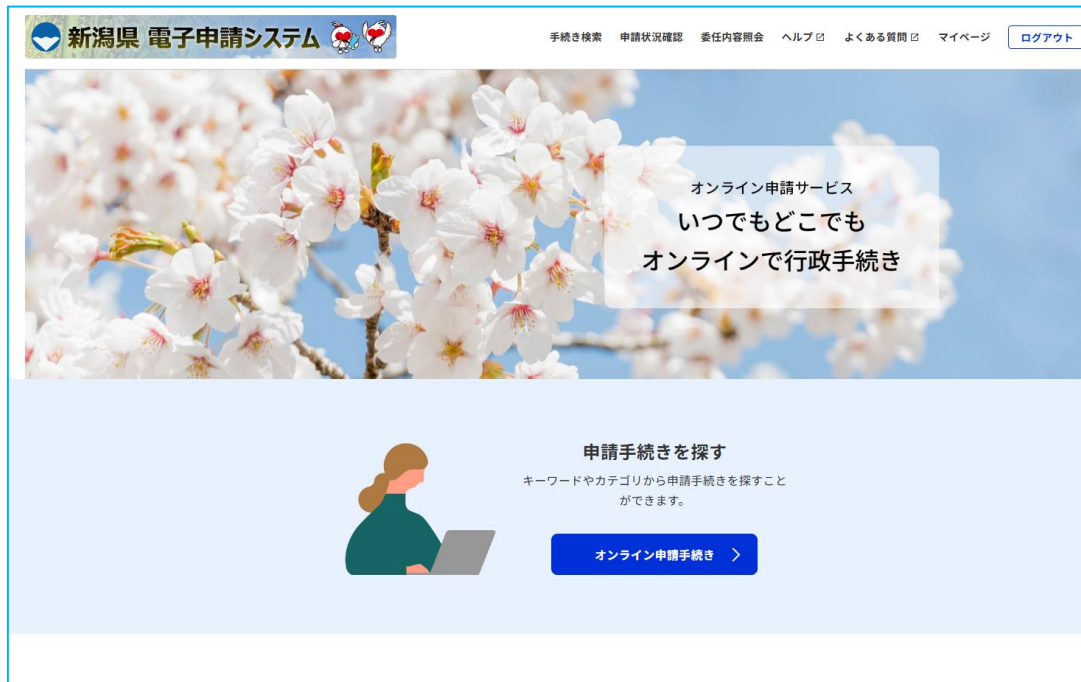 新潟県 電子申請システム
手続き検索 申請状況確認 委任内容照会 ヘルプ よくある質問 マイページ ログアウト
オンライン申請サービス
いつでもどこでも
オンラインで行政手続き
申請手続きを探す
キーワードやカテゴリから申請手続きを探すこと
ができます。
オンライン申請手続き